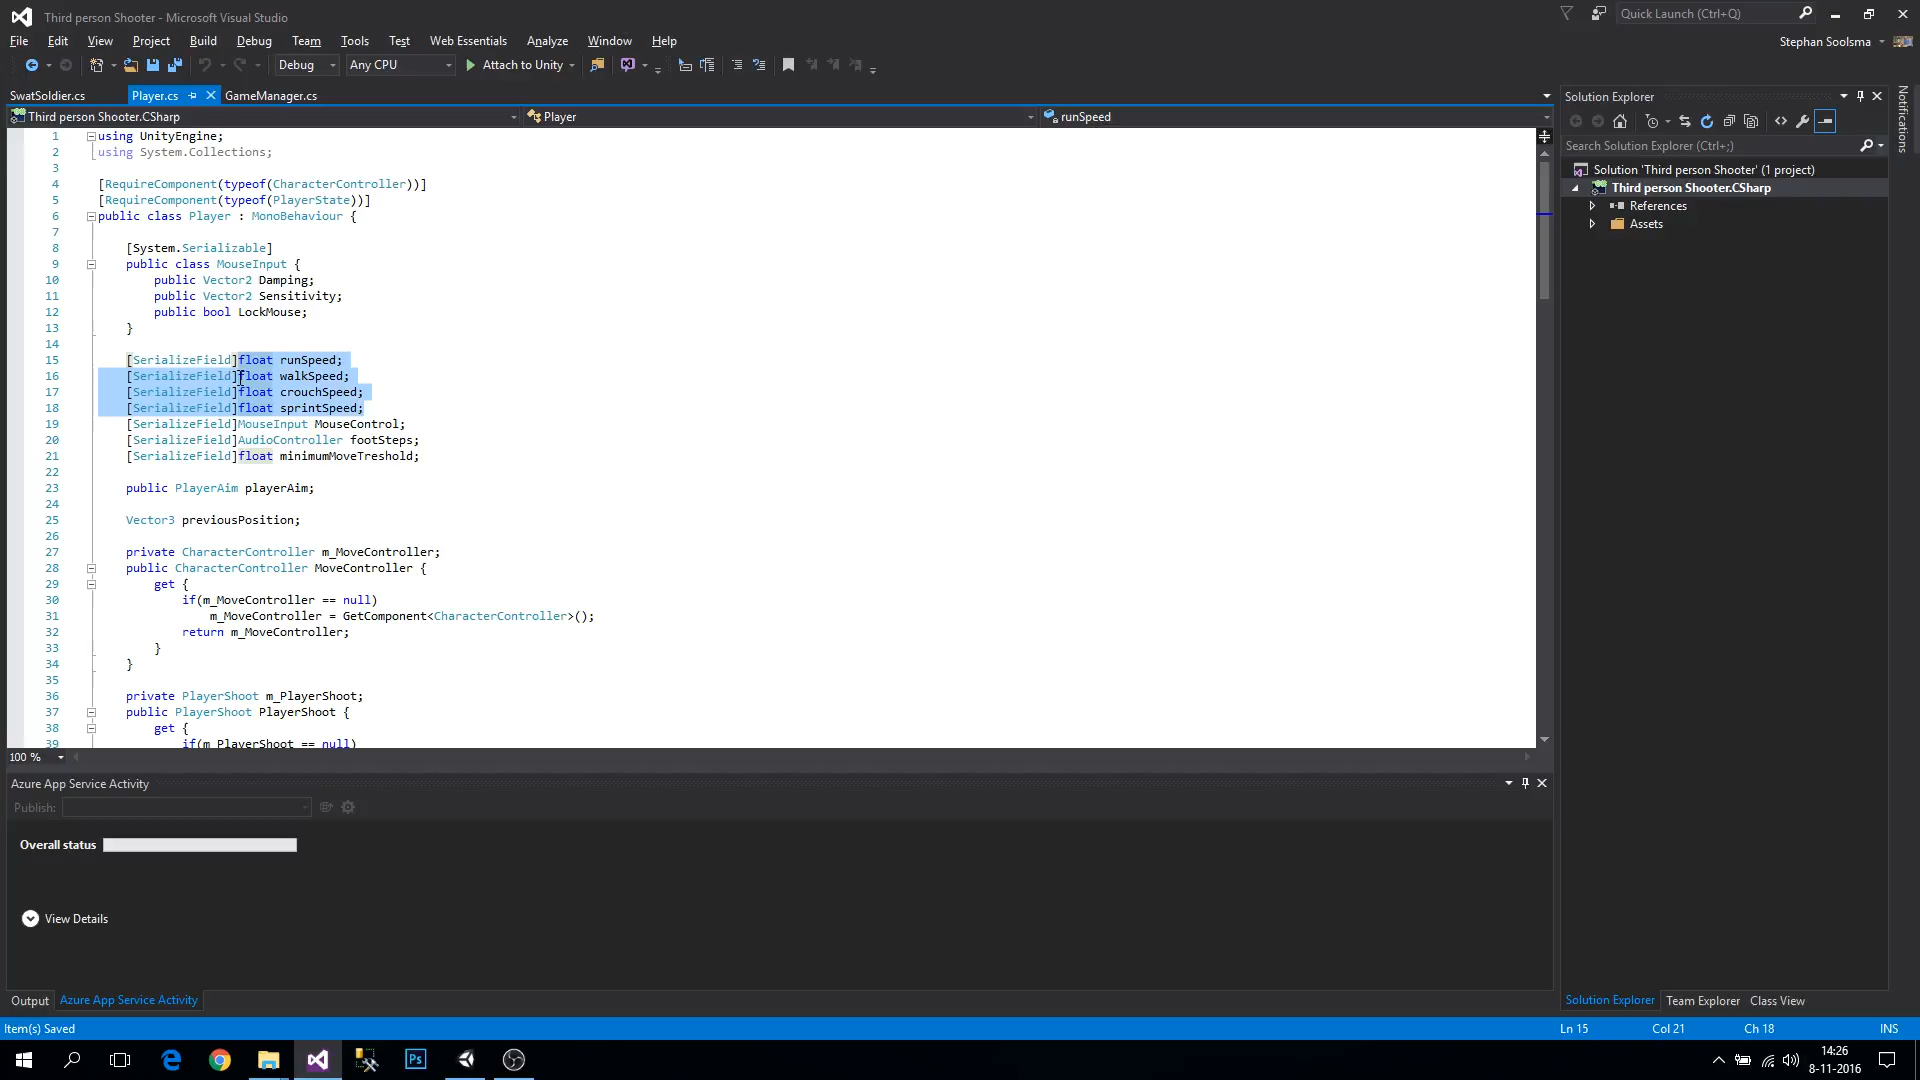 Third person Shooter - Microsoft Visual Studio
Quick Launch (Ctrl+Q)
File Edit View Project Build Debug Team Tools Test Web Essentials Analyze Window Help
Stephan Soolsma
Debug Any CPU Attach to Unity
SwatSoldier.cs Player.cs GameManager.cs
Third person Shooter.CSharp Player runSpeed
1 using UnityEngine;
2 using System.Collections;
3
4 [RequireComponent(typeof(CharacterController))]
5 [RequireComponent(typeof(PlayerState))]
6 public class Player : MonoBehaviour {
7
8 [System.Serializable]
9 public class MouseInput {
10 public Vector2 Damping;
11 public Vector2 Sensitivity;
12 public bool LockMouse;
13 }
14
15 [SerializeField]float runSpeed;
16 [SerializeField]float walkSpeed;
17 [SerializeField]float crouchSpeed;
18 [SerializeField]float sprintSpeed;
19 [SerializeField]MouseInput MouseControl;
20 [SerializeField]AudioController footSteps;
21 [SerializeField]float minimumMoveTreshold;
22
23 public PlayerAim playerAim;
24
25 Vector3 previousPosition;
26
27 private CharacterController m_MoveController;
28 public CharacterController MoveController {
29 get {
30 if(m_MoveController == null)
31 m_MoveController = GetComponent<CharacterController>();
32 return m_MoveController;
33 }
34 }
35
36 private PlayerShoot m_PlayerShoot;
37 public PlayerShoot PlayerShoot {
38 get {
39 if(m_PlayerShoot == null)
100 %
Solution Explorer
Search Solution Explorer (Ctrl+;)
Solution 'Third person Shooter' (1 project)
Third person Shooter.CSharp
References
Assets
Notifications
Azure App Service Activity
Publish:
Overall status
View Details
Output Azure App Service Activity
Solution Explorer Team Explorer Class View
Item(s) Saved Ln 15 Col 21 Ch 18 INS
Ps
14:26
8-11-2016